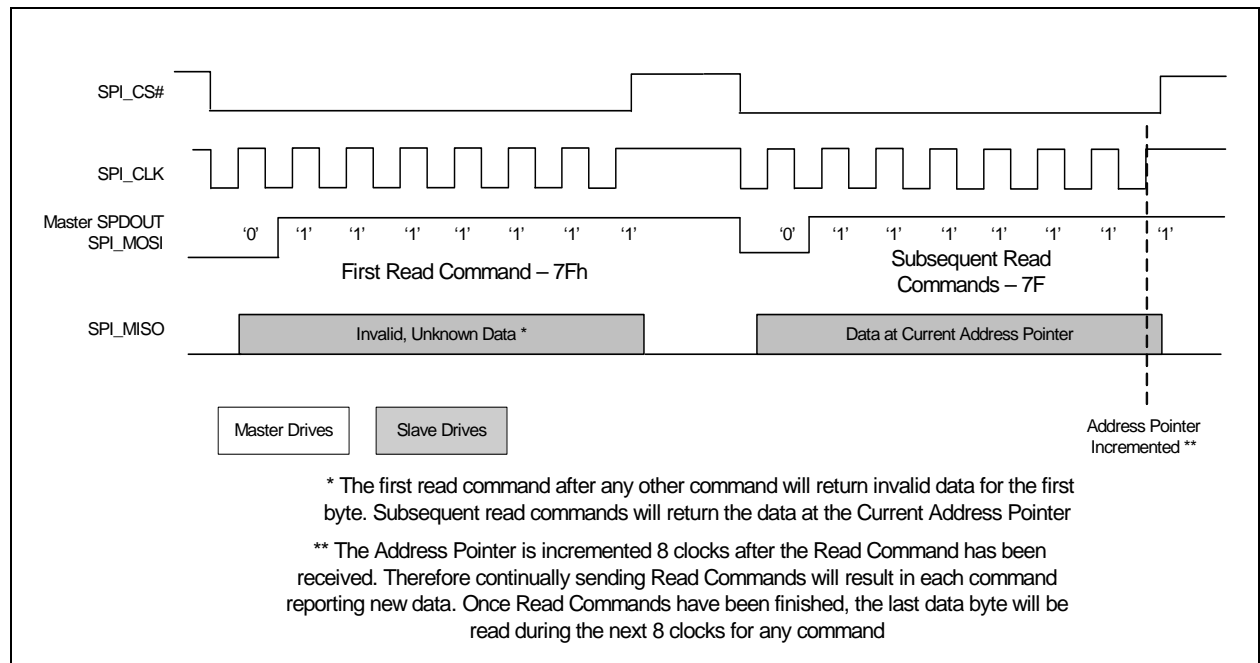 SPI_CS#
SPI_CLK
Master SPDOUT
SPI_MOSI
‘0’ ‘1’ ‘1’ ‘1’ ‘1’ ‘1’ ‘1’ ‘1’ ‘0’ ‘1’ ‘1’ ‘1’ ‘1’ ‘1’ ‘1’ ‘1’
First Read Command – 7Fh
Subsequent Read
Commands – 7F
SPI_MISO
Invalid, Unknown Data *
Data at Current Address Pointer
Master Drives
Slave Drives
Address Pointer
Incremented **
* The first read command after any other command will return invalid data for the first
byte. Subsequent read commands will return the data at the Current Address Pointer
** The Address Pointer is incremented 8 clocks after the Read Command has been
received. Therefore continually sending Read Commands will result in each command
reporting new data. Once Read Commands have been finished, the last data byte will be
read during the next 8 clocks for any command